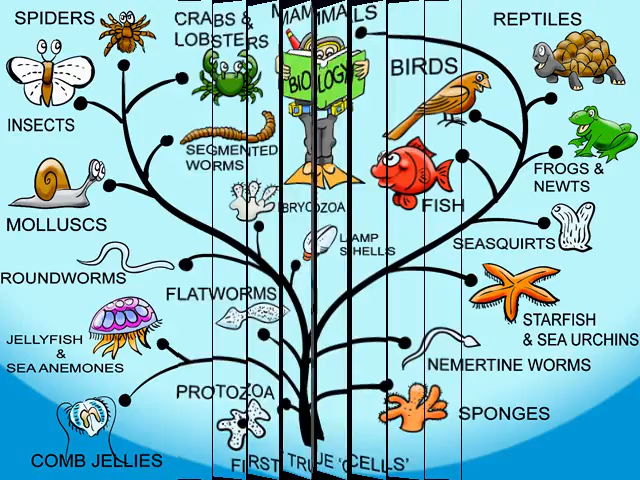 SPIDERS
CRABS &
LOBSTERS
MAMMALS
REPTILES
BIOLOGY
BIRDS
INSECTS
SEGMENTED
WORMS
FROGS &
NEWTS
MOLLUSCS
BRYOZOA
FISH
LAMP
SHELLS
SEASQUIRTS
ROUNDWORMS
FLATWORMS
STARFISH
& SEA URCHINS
JELLYFISH
&
SEA ANEMONES
NEMERTINE WORMS
PROTOZOA
SPONGES
COMB JELLIES
FIRST TRUE 'CELLS'